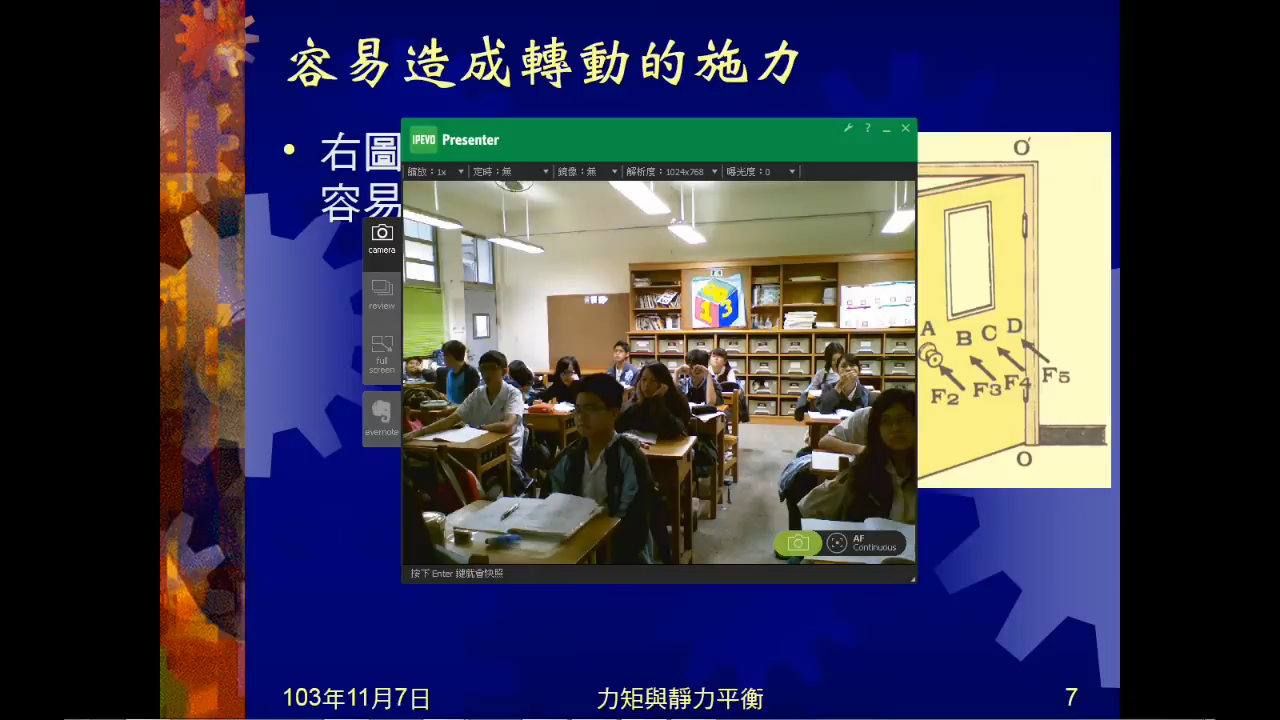 容易造成轉動的施力
• 右圖
容易
IPEVO Presenter
縮放：1x 定時：無 鏡像：無 解析度：1024x768 曝光度：0
camera
review
full
screen
evernote
1 3
AF
Continuous
按下 Enter 鍵就會快照
O'
A B C D
F2 F3 F4 F5
O
103年11月7日 力矩與靜力平衡 7